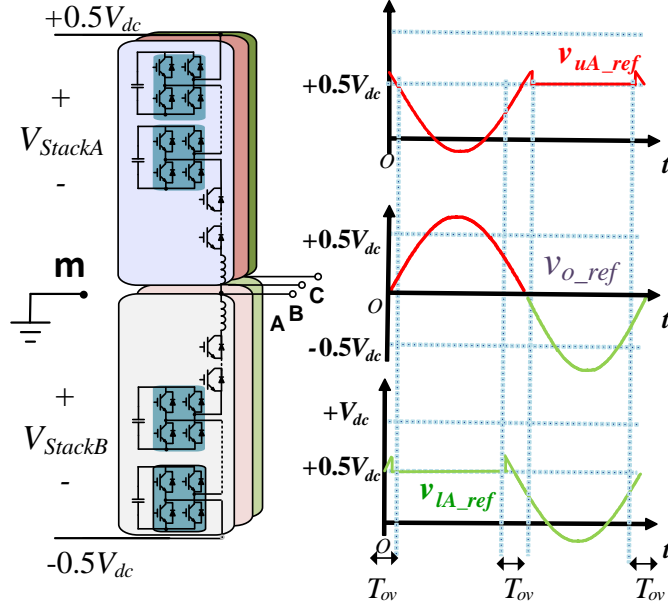 +0.5Vdc
+
VStackA
-
m
C
B
A
+
VStackB
-
-0.5Vdc
vuA_ref
+0.5Vdc
O
t
+0.5Vdc
vO_ref
O
t
-0.5Vdc
+Vdc
+0.5Vdc
vlA_ref
O
t
Tov
Tov
Tov